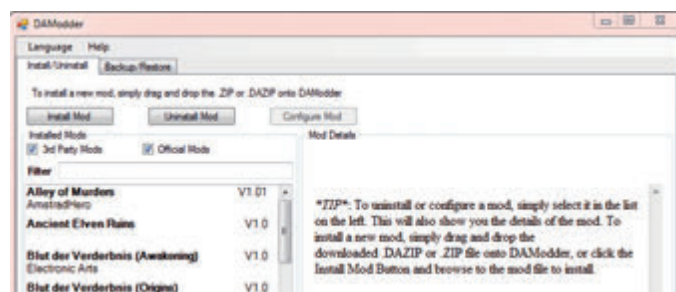 DAModder
Language Help
Install/Uninstall Backup/Restore
To install a new mod, simply drag and drop the .ZIP or .DAZIP onto DAModder
Install Mod Uninstall Mod Configure Mod
Installed Mods Mod Details
3rd Party Mods Official Mods
Filter
Alley of Murders V1.01
AmstradHero
Ancient Elven Ruins V1.0
Blut der Verderbnis (Awakening) V1.0
Electronic Arts
Blut der Verderbnis (Origins) V1.0
*TIP*: To uninstall or configure a mod, simply select it in the list
on the left. This will also show you the details of the mod. To
install a new mod, simply drag and drop the
downloaded .DAZIP or .ZIP file onto DAModder, or click the
Install Mod Button and browse to the mod file to install.